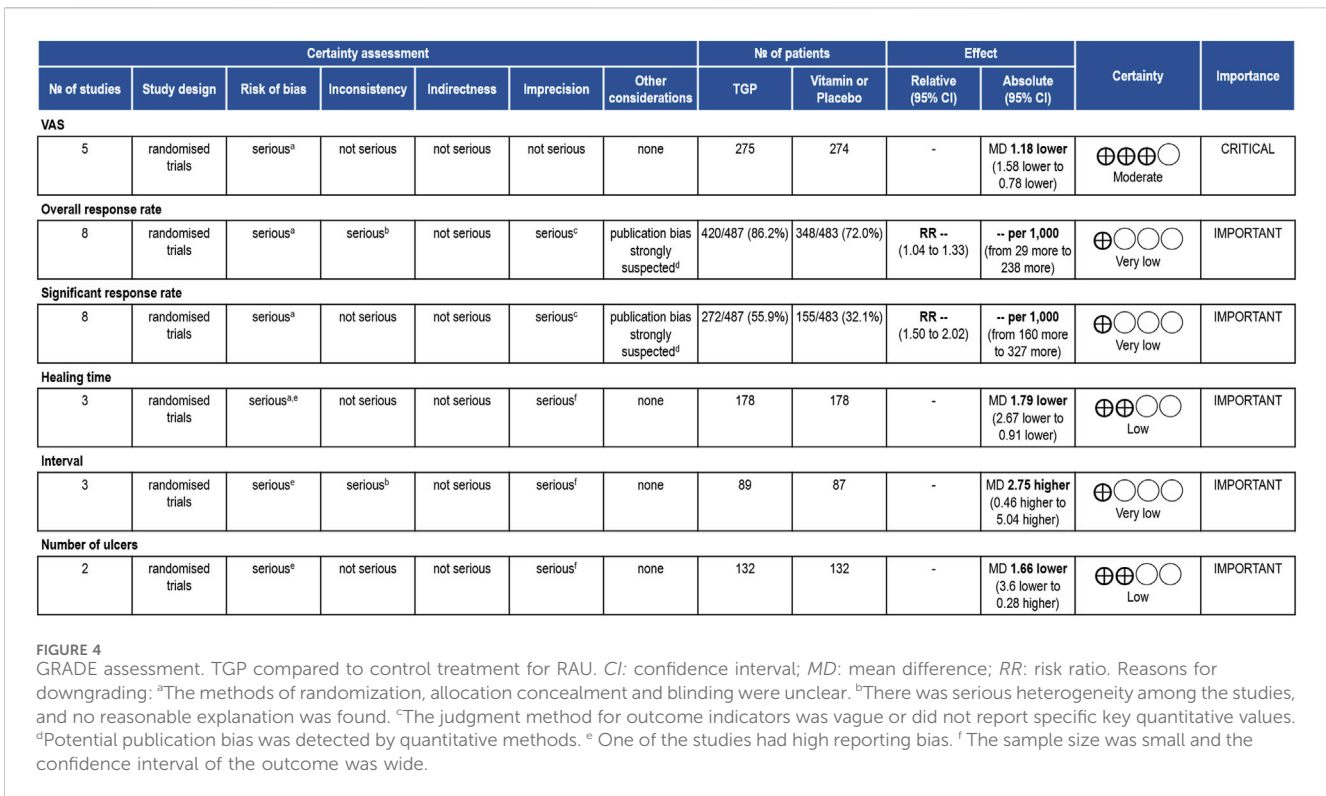 Certainty assessment № of patients Effect Certainty Importance
№ of studies Study design Risk of bias Inconsistency Indirectness Imprecision Other considerations TGP Vitamin or Placebo Relative (95% CI) Absolute (95% CI)
VAS
5 randomised trials seriousᵃ not serious not serious not serious none 275 274 - MD 1.18 lower (1.58 lower to 0.78 lower) ⨁⨁⨁◯ Moderate CRITICAL
Overall response rate
8 randomised trials seriousᵃ seriousᵇ not serious seriousᶜ publication bias strongly suspectedᵈ 420/487 (86.2%) 348/483 (72.0%) RR -- (1.04 to 1.33) -- per 1,000 (from 29 more to 238 more) ⨁◯◯◯ Very low IMPORTANT
Significant response rate
8 randomised trials seriousᵃ not serious not serious seriousᶜ publication bias strongly suspectedᵈ 272/487 (55.9%) 155/483 (32.1%) RR -- (1.50 to 2.02) -- per 1,000 (from 160 more to 327 more) ⨁◯◯◯ Very low IMPORTANT
Healing time
3 randomised trials seriousᵃ,ᵉ not serious not serious seriousᶠ none 178 178 - MD 1.79 lower (2.67 lower to 0.91 lower) ⨁⨁◯◯ Low IMPORTANT
Interval
3 randomised trials seriousᵉ seriousᵇ not serious seriousᶠ none 89 87 - MD 2.75 higher (0.46 higher to 5.04 higher) ⨁◯◯◯ Very low IMPORTANT
Number of ulcers
2 randomised trials seriousᵉ not serious not serious seriousᶠ none 132 132 - MD 1.66 lower (3.6 lower to 0.28 higher) ⨁⨁◯◯ Low IMPORTANT
FIGURE 4
GRADE assessment. TGP compared to control treatment for RAU. CI: confidence interval; MD: mean difference; RR: risk ratio. Reasons for
downgrading: ᵃThe methods of randomization, allocation concealment and blinding were unclear. ᵇThere was serious heterogeneity among the studies,
and no reasonable explanation was found. ᶜThe judgment method for outcome indicators was vague or did not report specific key quantitative values.
ᵈPotential publication bias was detected by quantitative methods. ᵉ One of the studies had high reporting bias. ᶠ The sample size was small and the
confidence interval of the outcome was wide.